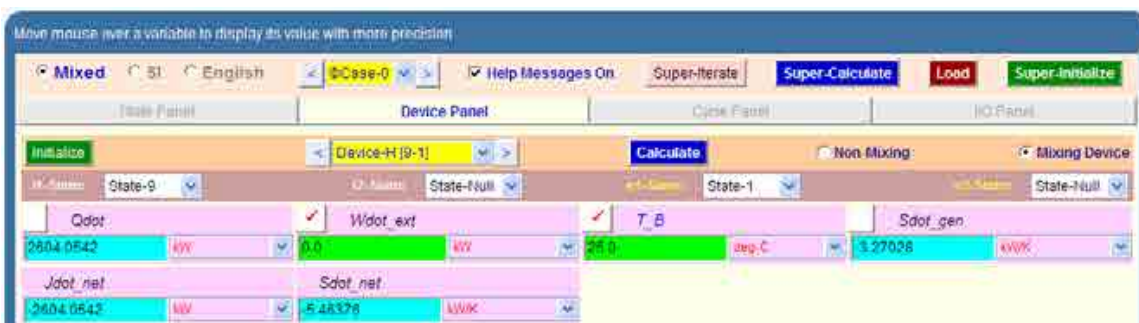 Move mouse over a variable to display its value with more precision.
Mixed SI English < ©Case-0 > Help Messages On Super-Iterate Super-Calculate Load Super-Initialize
State Panel Device Panel Cycle Panel I/O Panel
Initialize < Device-H [9-1] > Calculate Non-Mixing Mixing Device
State-9 State-Null State-1 State-Null
Qdot Wdot_ext T_B Sdot_gen
2604.0542 kW 0.0 kW 25.0 deg-C 3.27026 kW/K
Jdot_net Sdot_net
-2604.0542 kW -5.46376 kW/K